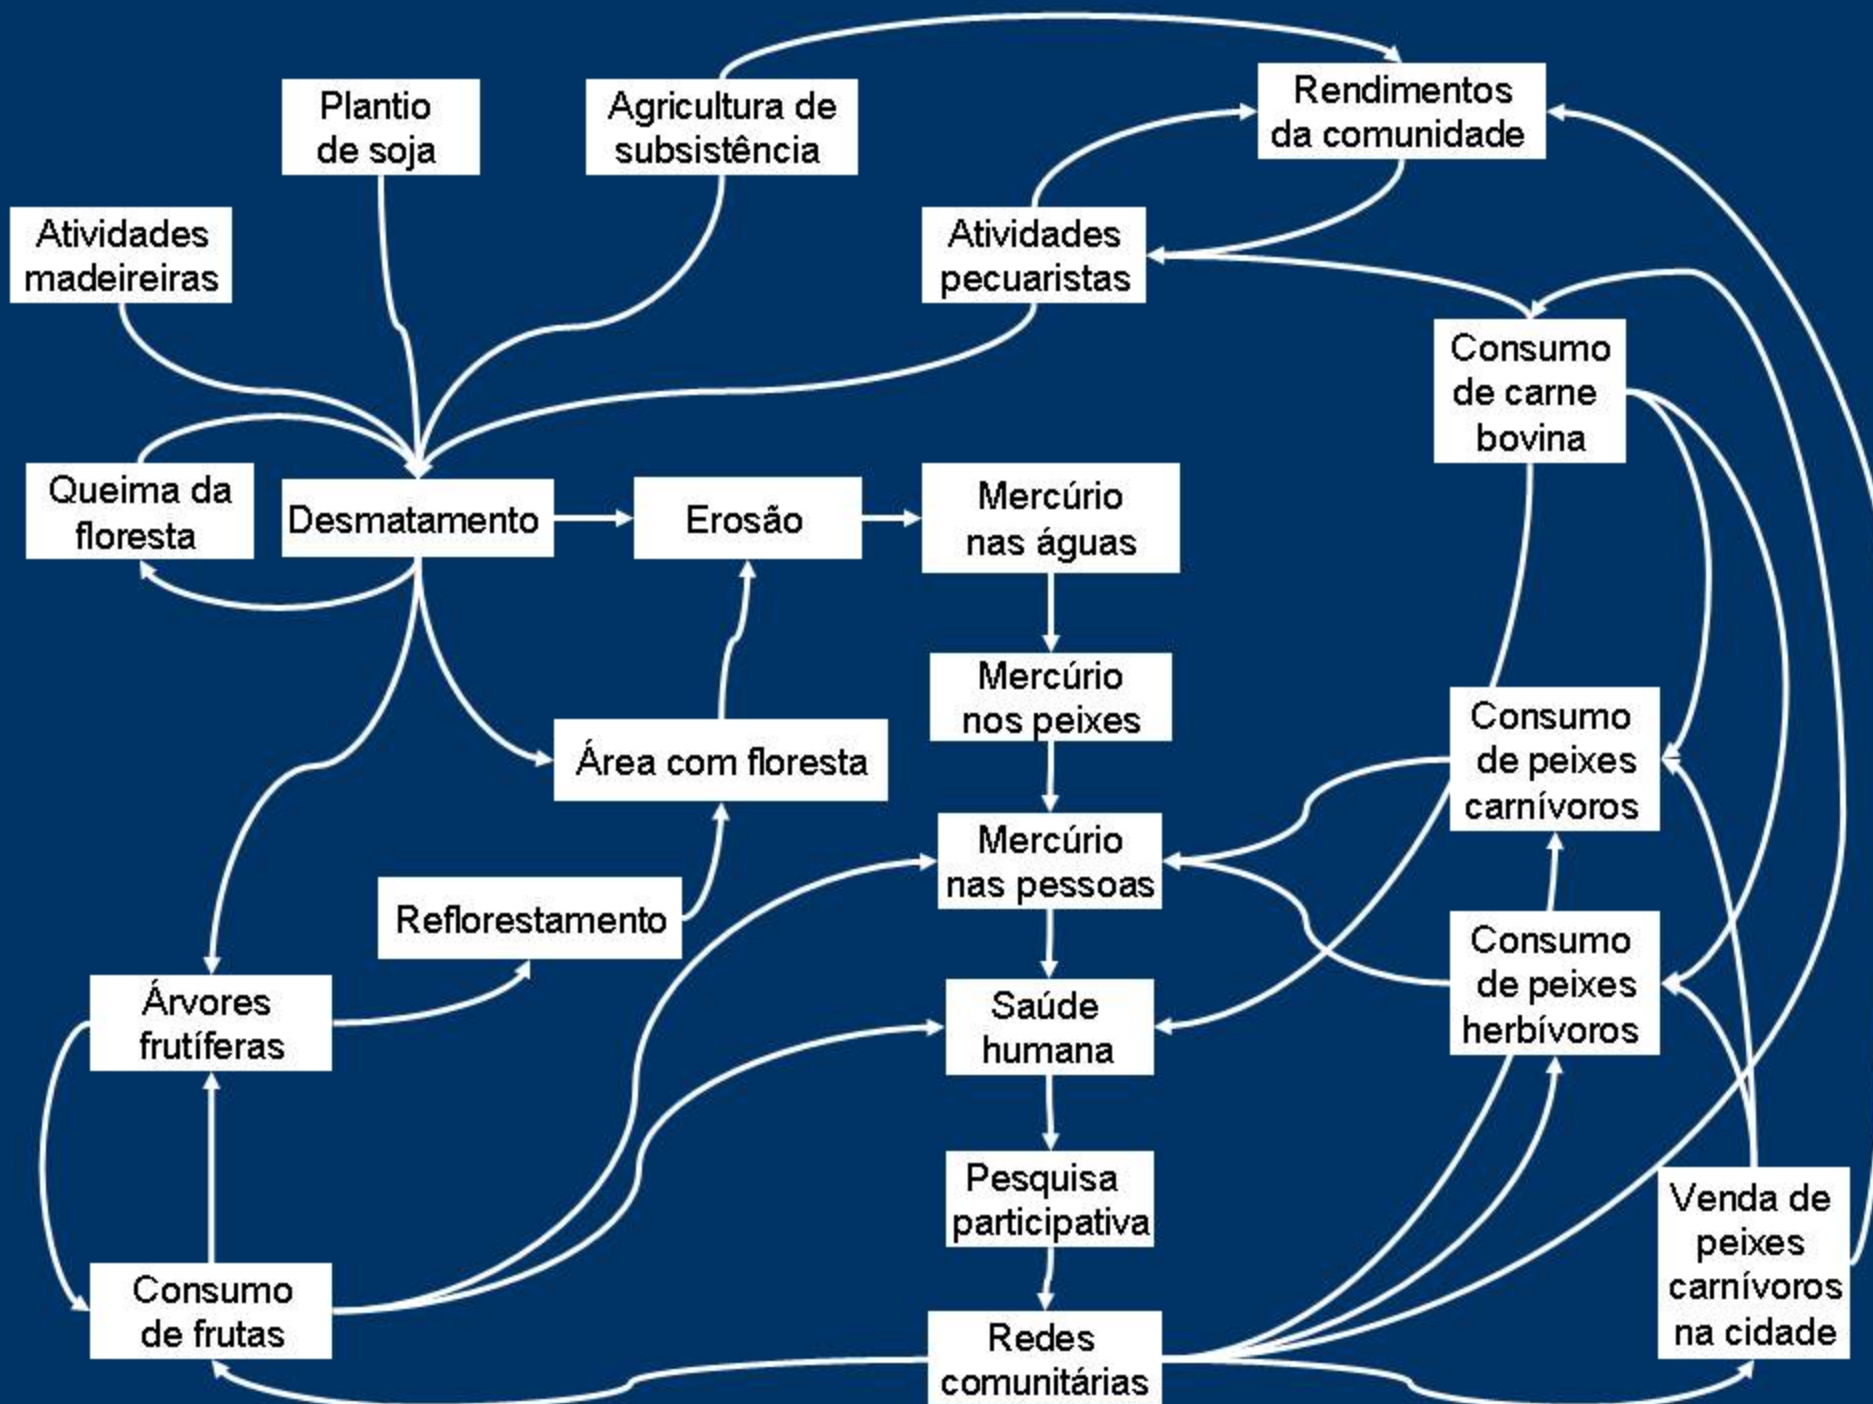 Plantio
de soja
Agricultura de
subsistência
Rendimentos
da comunidade
Atividades
madeireiras
Atividades
pecuaristas
Consumo
de carne
bovina
Queima da
floresta
Desmatamento
Erosão
Mercúrio
nas águas
Mercúrio
nos peixes
Consumo
de peixes
carnívoros
Área com floresta
Mercúrio
nas pessoas
Reflorestamento
Consumo
de peixes
herbívoros
Árvores
frutíferas
Saúde
humana
Pesquisa
participativa
Venda de
peixes
carnívoros
na cidade
Consumo
de frutas
Redes
comunitárias